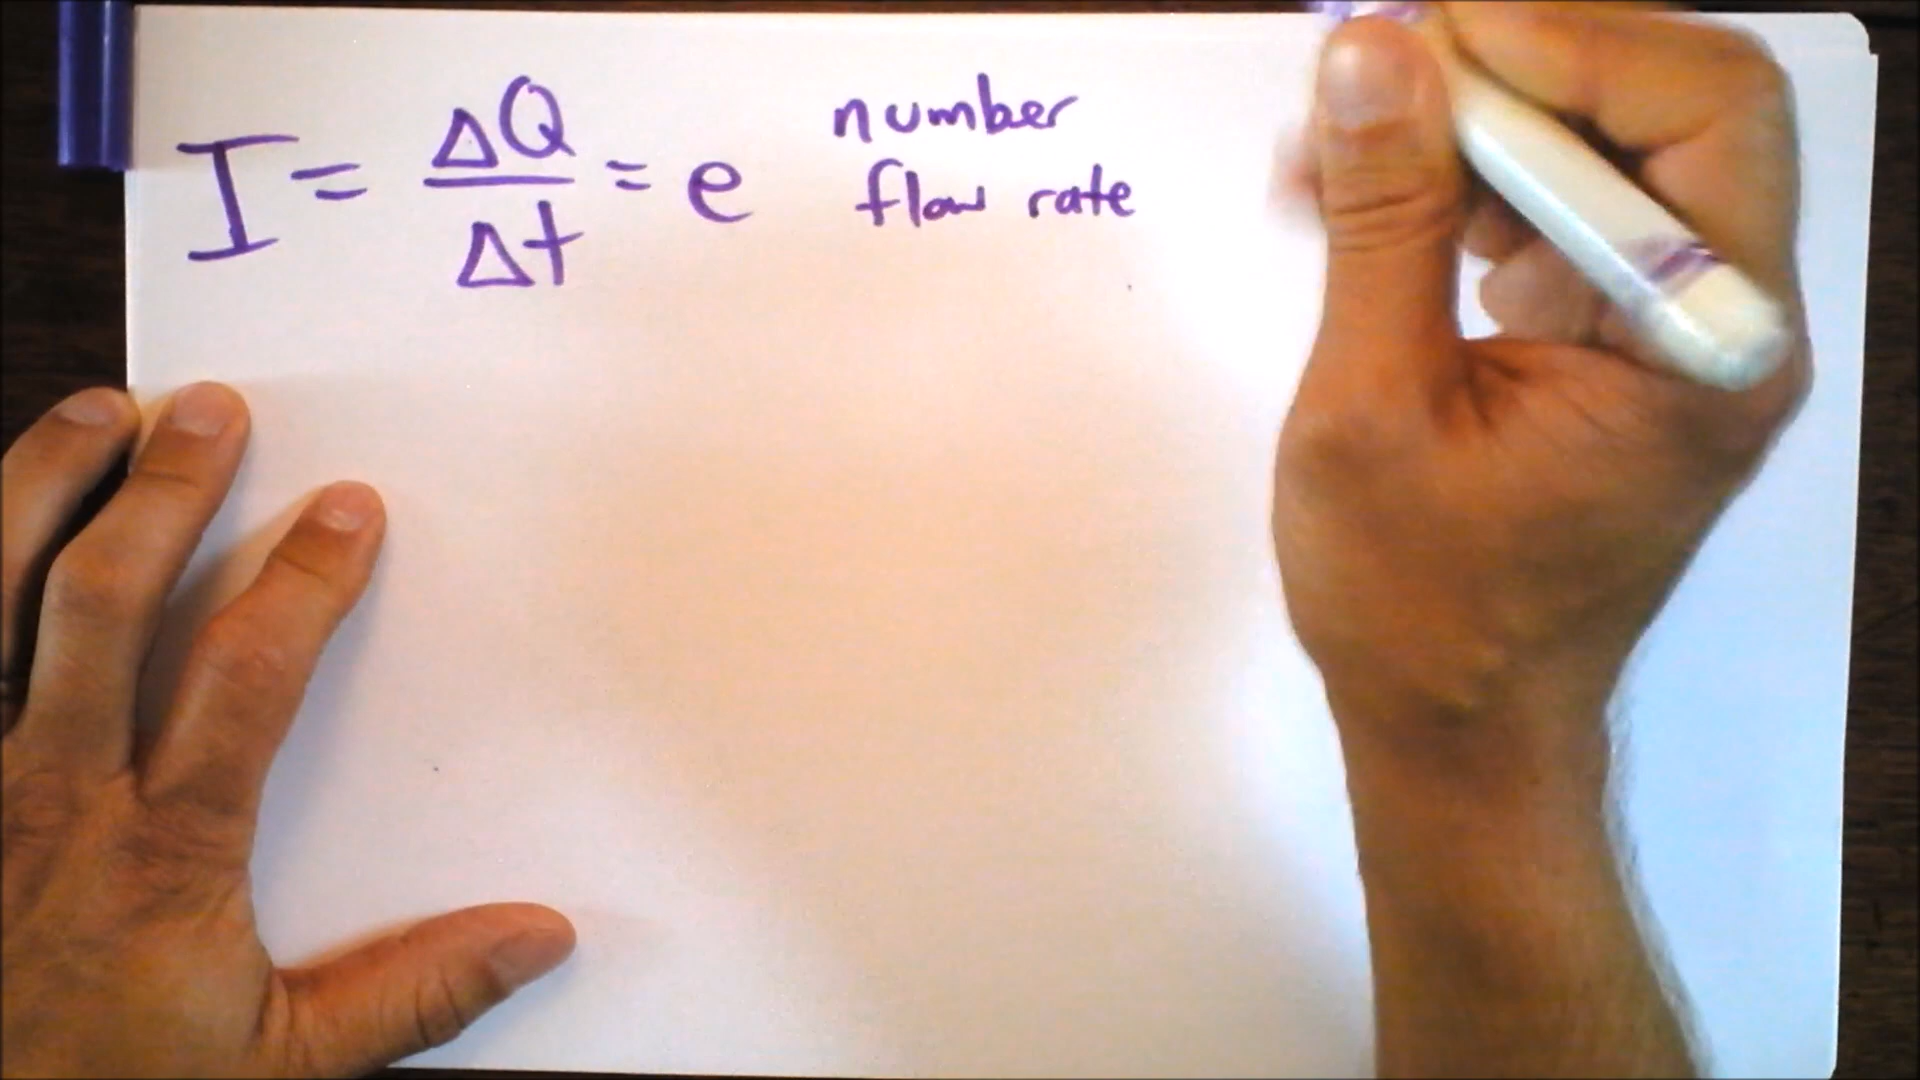 I = ΔQ/Δt = e
number
flow rate